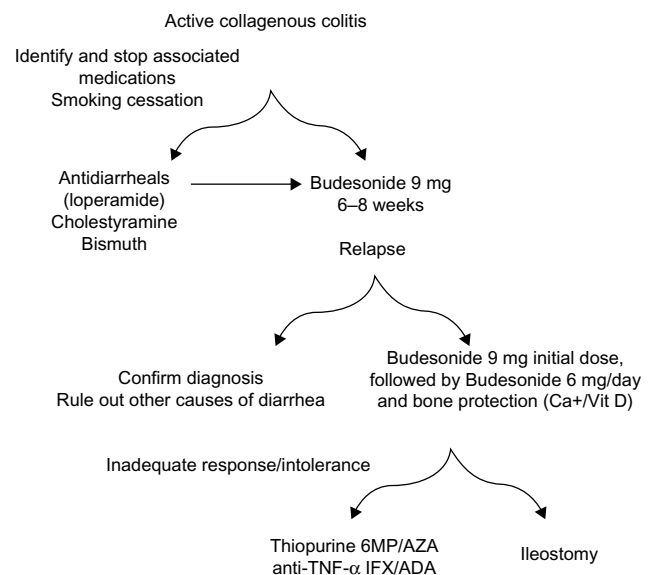 Active collagenous colitis
Identify and stop associated
medications
Smoking cessation
Antidiarrheals
(loperamide)
Cholestyramine
Bismuth
Budesonide 9 mg
6–8 weeks
Relapse
Confirm diagnosis
Rule out other causes of diarrhea
Budesonide 9 mg initial dose,
followed by Budesonide 6 mg/day
and bone protection (Ca+/Vit D)
Inadequate response/intolerance
Thiopurine 6MP/AZA
anti-TNF-α IFX/ADA
Ileostomy